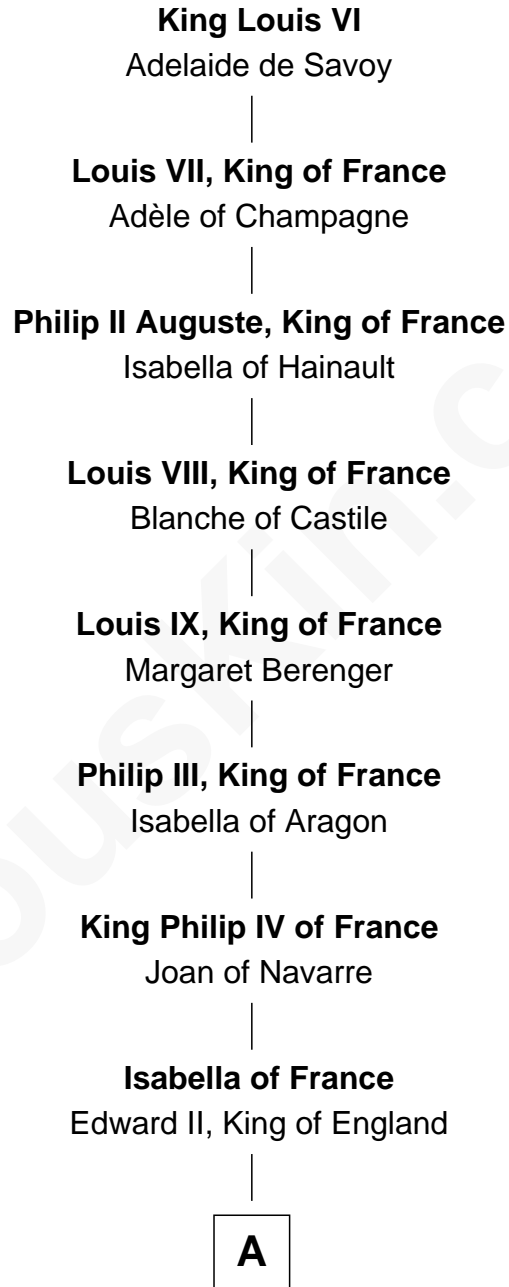 King Louis VI
Adelaide de Savoy
Louis VII, King of France
Adèle of Champagne
Philip II Auguste, King of France
Isabella of Hainault
Louis VIII, King of France
Blanche of Castile
Louis IX, King of France
Margaret Berenger
Philip III, King of France
Isabella of Aragon
King Philip IV of France
Joan of Navarre
Isabella of France
Edward II, King of England
A